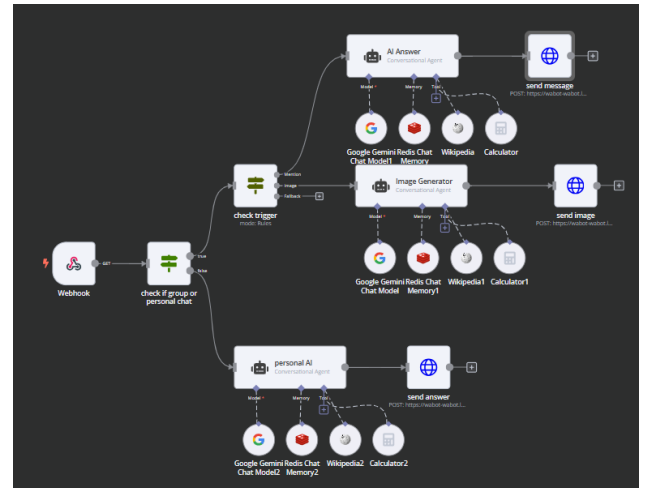 AI Answer
Conversational Agent
Model *
Memory
Tool
send message
POST: https://wabot-wabot.l...
Google Gemini
Chat Model1
Redis Chat
Memory
Wikipedia
Calculator
Mention
Image
Fallback
check trigger
mode: Rules
Image Generator
Conversational Agent
Model *
Memory
Tool
send image
POST: https://wabot-wabot.l...
Google Gemini
Chat Model
Redis Chat
Memory1
Wikipedia1
Calculator1
GET
Webhook
true
false
check if group or
personal chat
personal AI
Conversational Agent
Model *
Memory
Tool
send answer
POST: https://wabot-wabot.l...
Google Gemini
Chat Model2
Redis Chat
Memory2
Wikipedia2
Calculator2